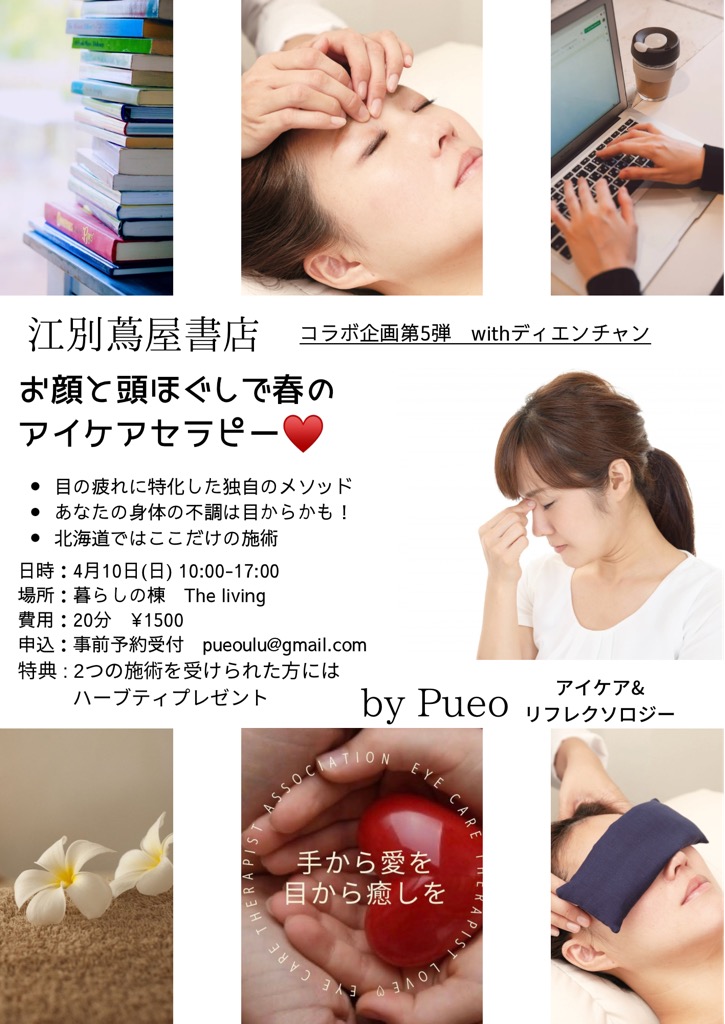 江別蔦屋書店
コラボ企画第5弾　withディエンチャン
お顔と頭ほぐしで春の
アイケアセラピー♥
• 目の疲れに特化した独自のメソッド
• あなたの身体の不調は目からかも！
• 北海道ではここだけの施術
日時：4月10日(日) 10:00-17:00
場所：暮らしの棟　The living
費用：20分　¥1500
申込：事前予約受付　pueoulu@gmail.com
特典 : 2つの施術を受けられた方には
ハーブティプレゼント
by Pueo
アイケア&
リフレクソロジー
EYE CARE THERAPIST LOVE♡ EYE CARE THERAPIST ASSOCIATION
手から愛を
目から癒しを